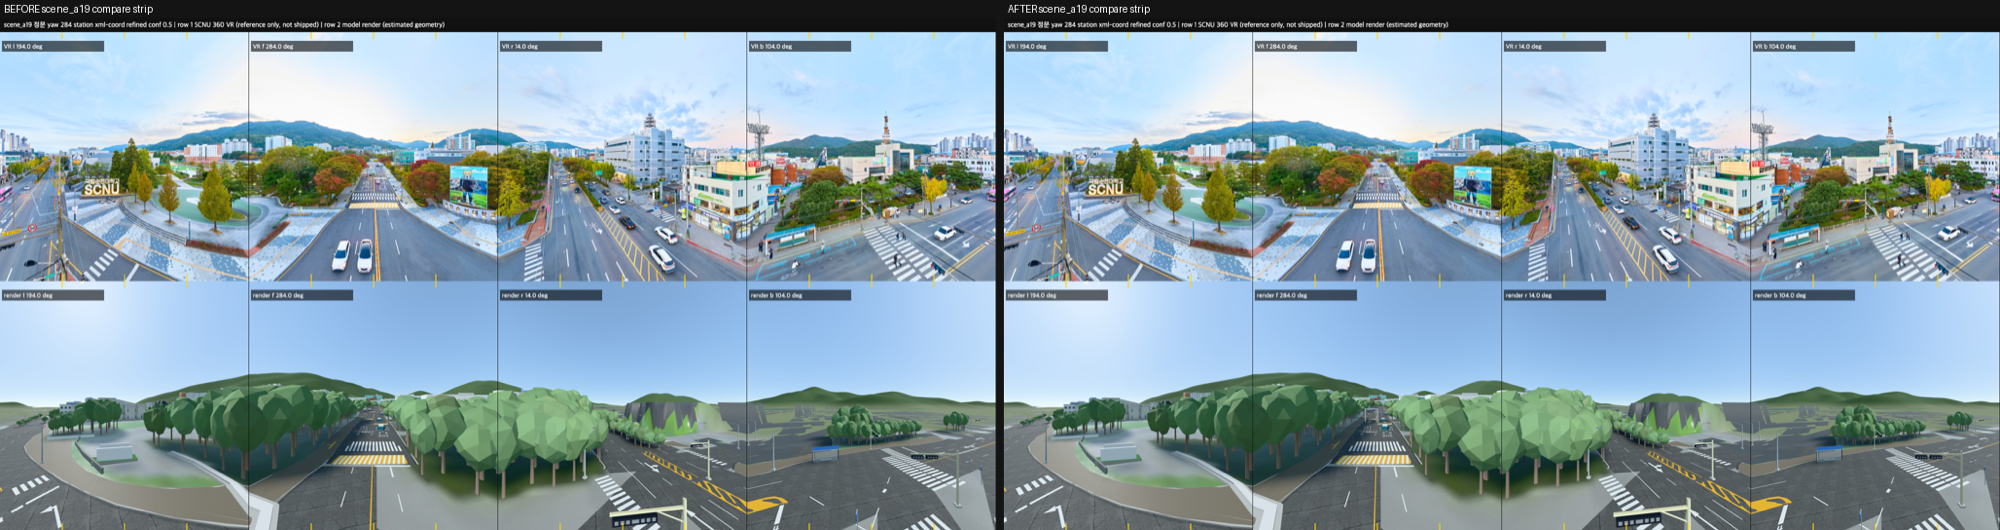 BEFORE scene_a19 compare strip
scene_a19 정문 yaw 284 station xml-coord refined conf 0.5 | row 1 SCNU 360 VR (reference only, not shipped) | row 2 model render (estimated geometry)
VR l 194.0 deg
VR f 284.0 deg
VR r 14.0 deg
VR b 104.0 deg
SCNU
render l 194.0 deg
render f 284.0 deg
render r 14.0 deg
render b 104.0 deg
AFTER scene_a19 compare strip
scene_a19 정문 yaw 284 station xml-coord refined conf 0.5 | row 1 SCNU 360 VR (reference only, not shipped) | row 2 model render (estimated geometry)
VR l 194.0 deg
VR f 284.0 deg
VR r 14.0 deg
VR b 104.0 deg
SCNU
render l 194.0 deg
render f 284.0 deg
render r 14.0 deg
render b 104.0 deg